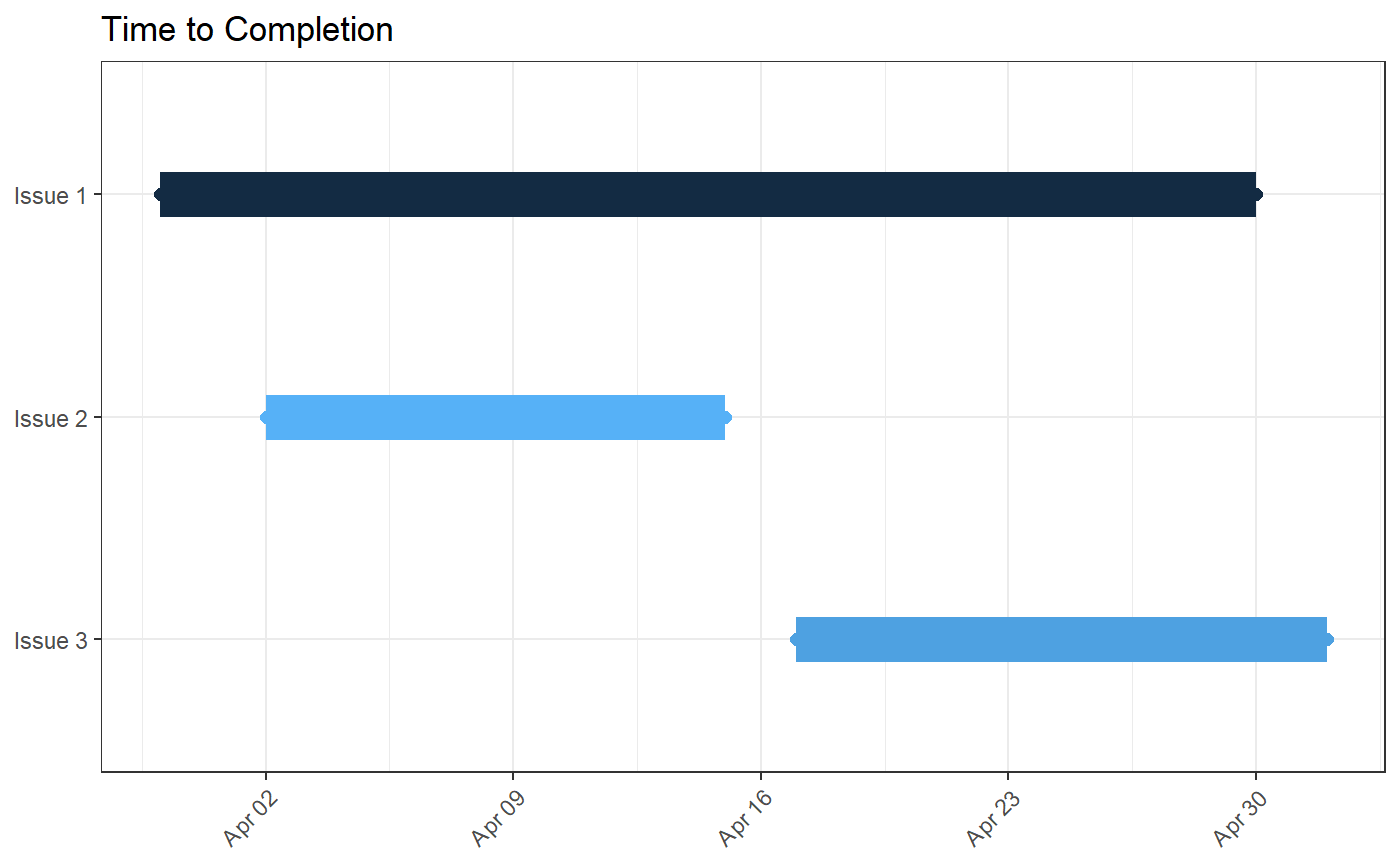 Time to Completion
Issue 1
Issue 2
Issue 3
Apr 02
Apr 09
Apr 16
Apr 23
Apr 30